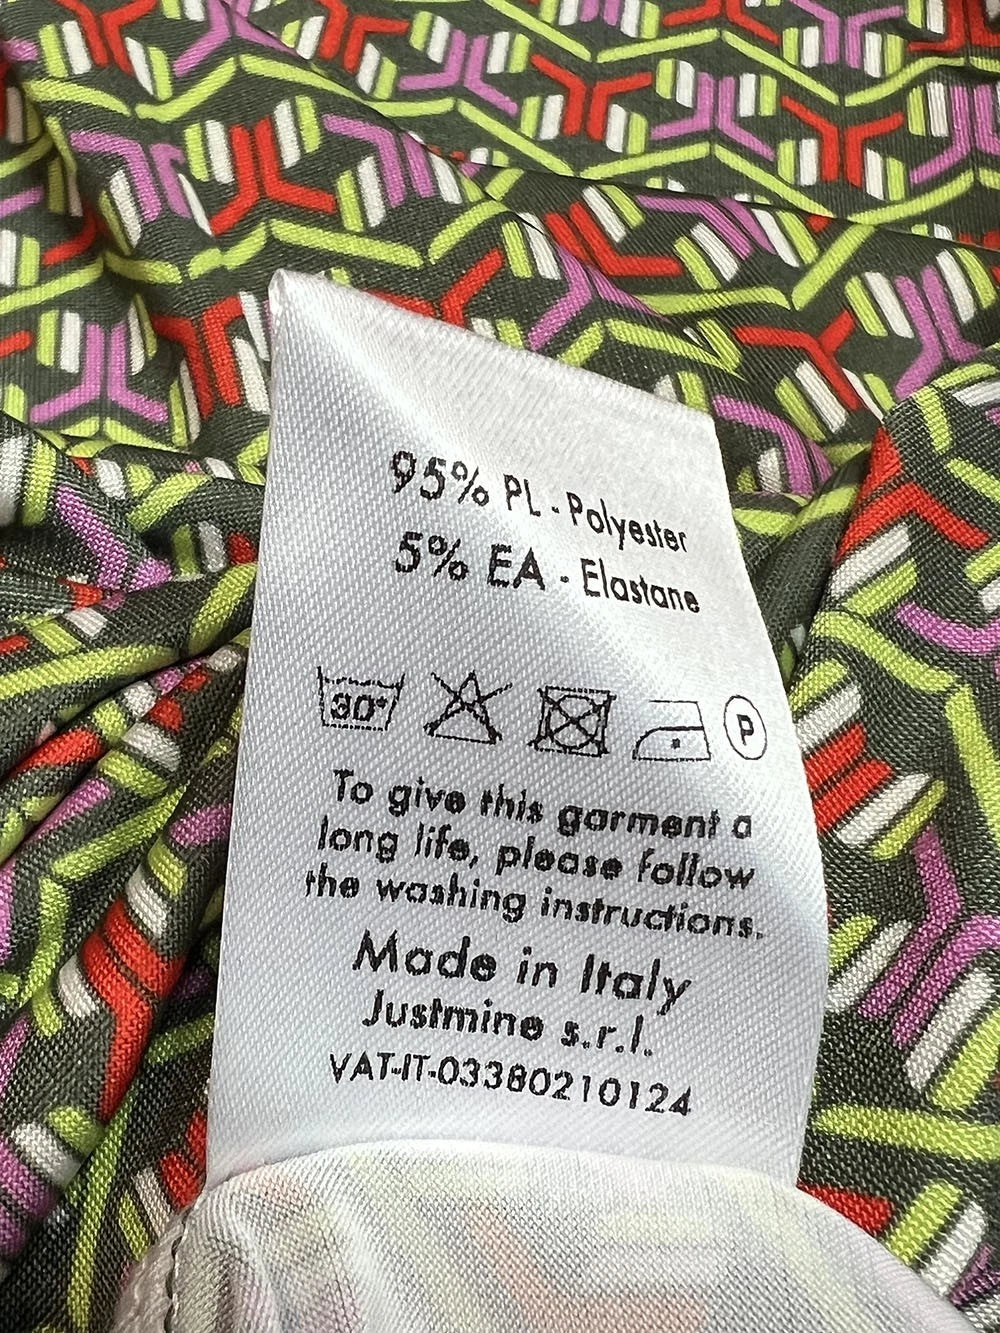 95% PL - Polyester
5% EA - Elastane
30°
P
To give this garment a
long life, please follow
the washing instructions.
Made in Italy
Justmine s.r.l.
VAT-IT-03380210124